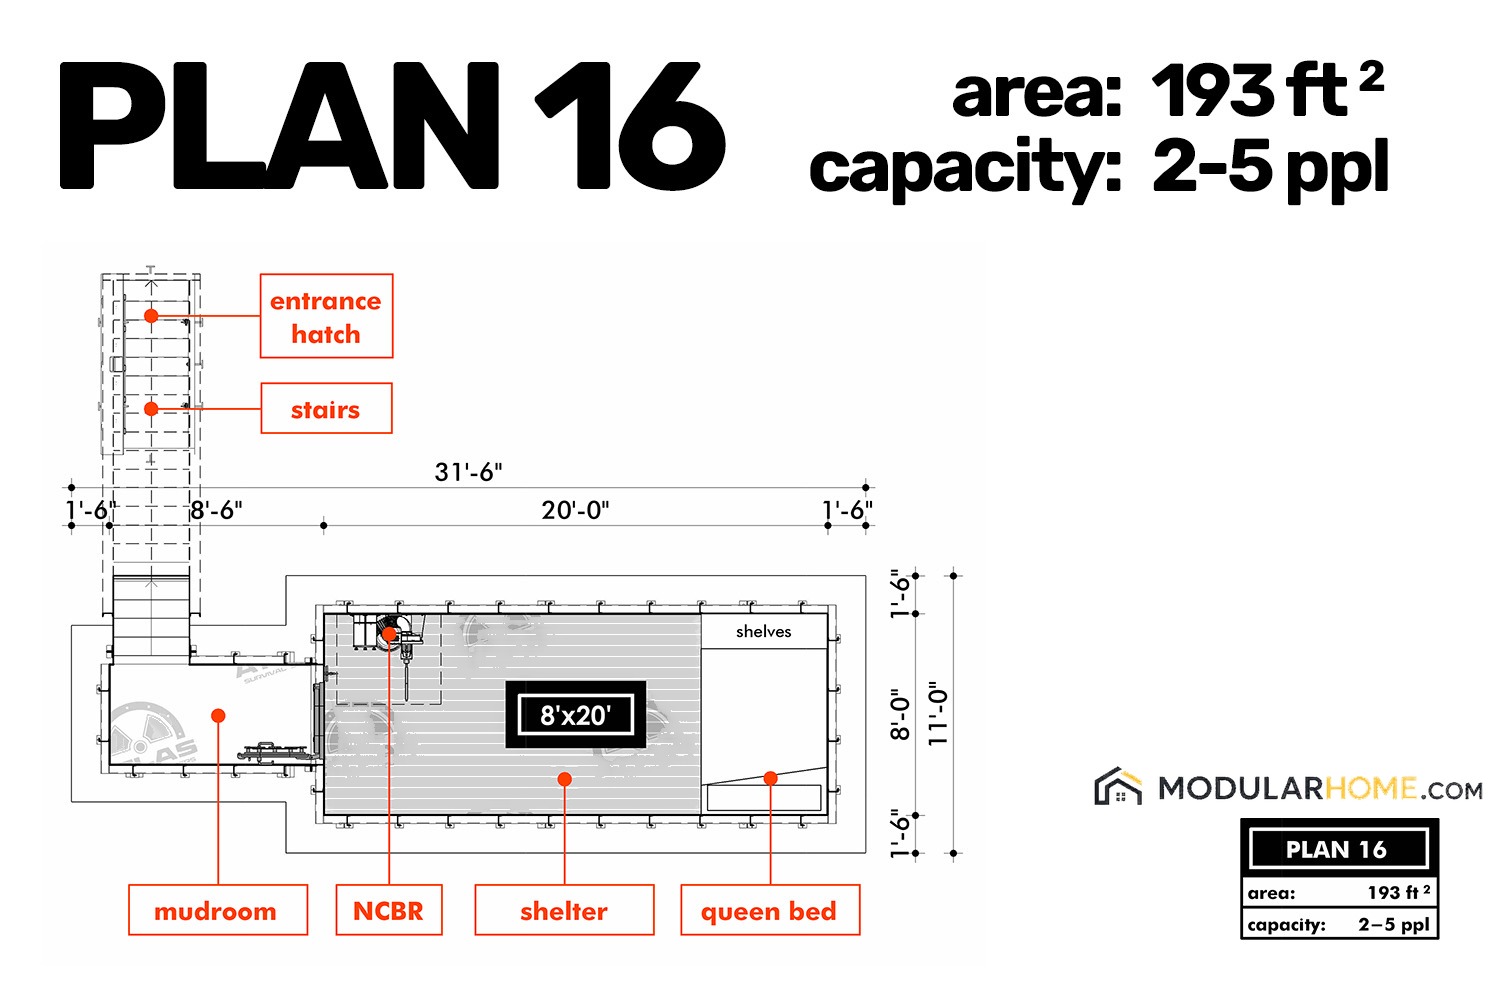 PLAN 16
area: 193 ft²
capacity: 2-5 ppl
entrance
hatch
stairs
31'-6"
1'-6" 8'-6" 20'-0" 1'-6"
1'-6"
8'-0"
11'-0"
1'-6"
shelves
8'x20'
mudroom
NCBR
shelter
queen bed
MODULARHOME.COM
PLAN 16
area: 193 ft²
capacity: 2–5 ppl